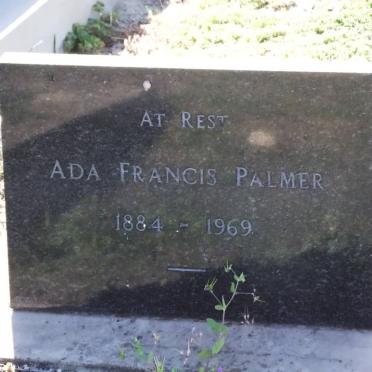 AT REST
ADA FRANCIS PALMER
1884 - 1969